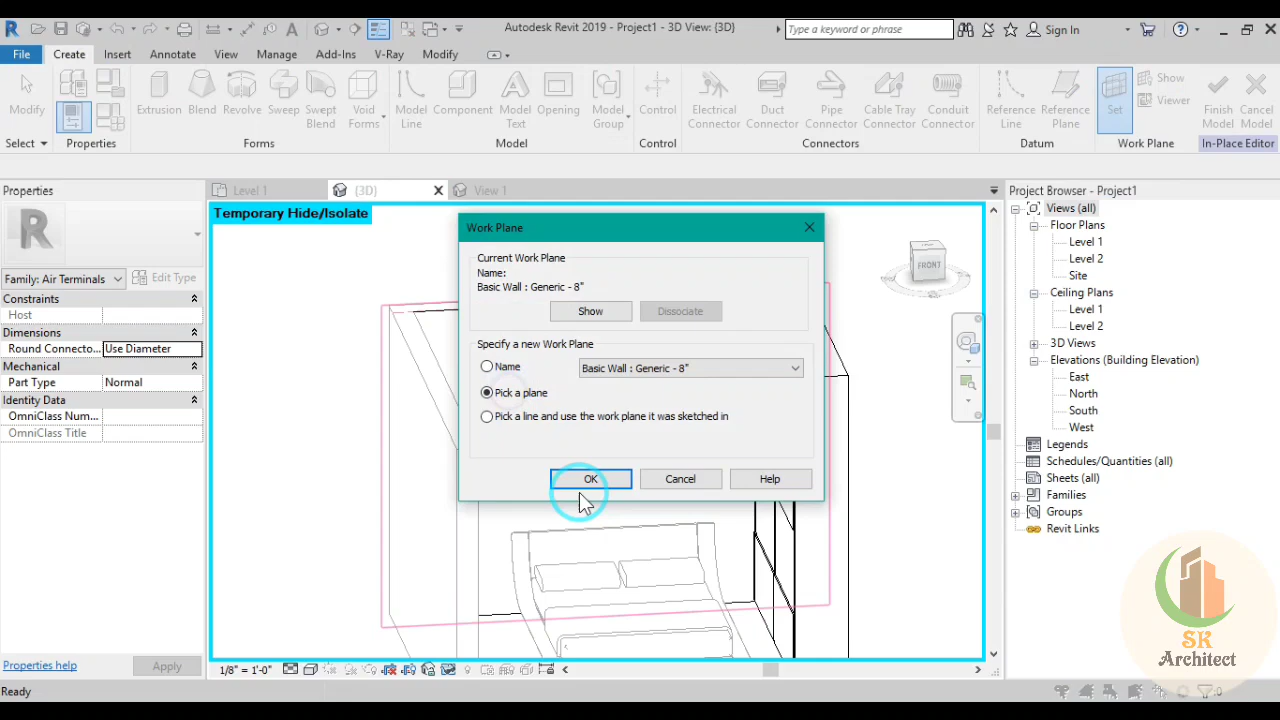 Autodesk Revit 2019 - Project1 - 3D View: {3D}
Type a keyword or phrase
Sign In
File Create Insert Annotate View Manage Add-Ins V-Ray Modify
Modify
Extrusion Blend Revolve Sweep Swept Blend Void Forms
Model Line Component Model Text Opening Model Group
Control
Electrical Connector Duct Connector Pipe Connector Cable Tray Connector Conduit Connector
Reference Line Reference Plane
Set Show Viewer
Finish Model Cancel Model
Select Properties Forms Model Control Connectors Datum Work Plane In-Place Editor
Properties
Level 1 {3D} View 1
Project Browser - Project1
Family: Air Terminals Edit Type
Constraints
Host
Dimensions
Round Connecto... Use Diameter
Mechanical
Part Type Normal
Identity Data
OmniClass Num...
OmniClass Title
Properties help Apply
Temporary Hide/Isolate
FRONT
Work Plane
Current Work Plane
Name:
Basic Wall : Generic - 8"
Show Dissociate
Specify a new Work Plane
Name Basic Wall : Generic - 8"
Pick a plane
Pick a line and use the work plane it was sketched in
OK Cancel Help
Views (all)
Floor Plans
Level 1
Level 2
Site
Ceiling Plans
Level 1
Level 2
3D Views
Elevations (Building Elevation)
East
North
South
West
Legends
Schedules/Quantities (all)
Sheets (all)
Families
Groups
Revit Links
SK
Architect
1/8" = 1'-0"
Ready
:0